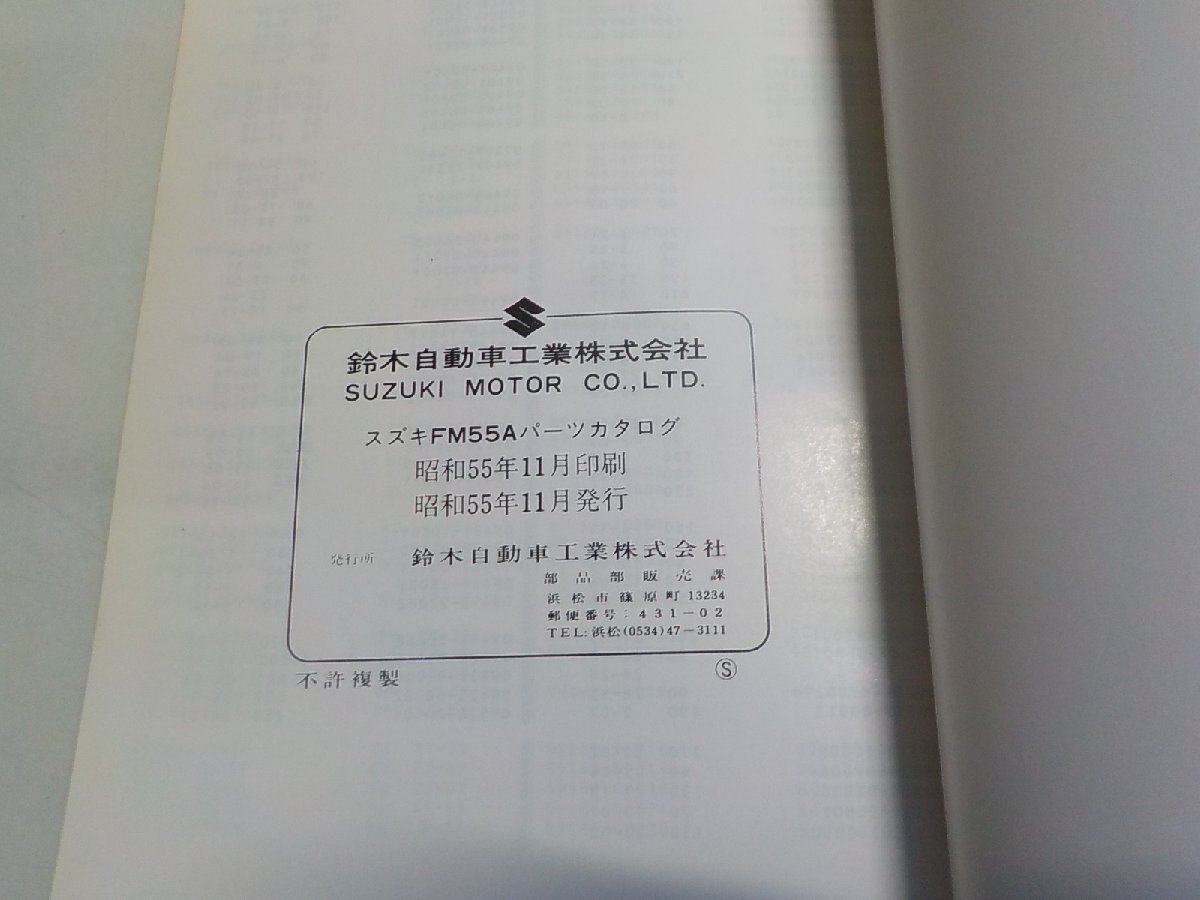 鈴木自動車工業株式会社
SUZUKI MOTOR CO.,LTD.
スズキFM55Aパーツカタログ
昭和55年11月印刷
昭和55年11月発行
発行所 鈴木自動車工業株式会社
部品部販売課
浜松市篠原町13234
郵便番号:431-02
TEL:浜松(0534)47-3111
不許複製 Ⓢ